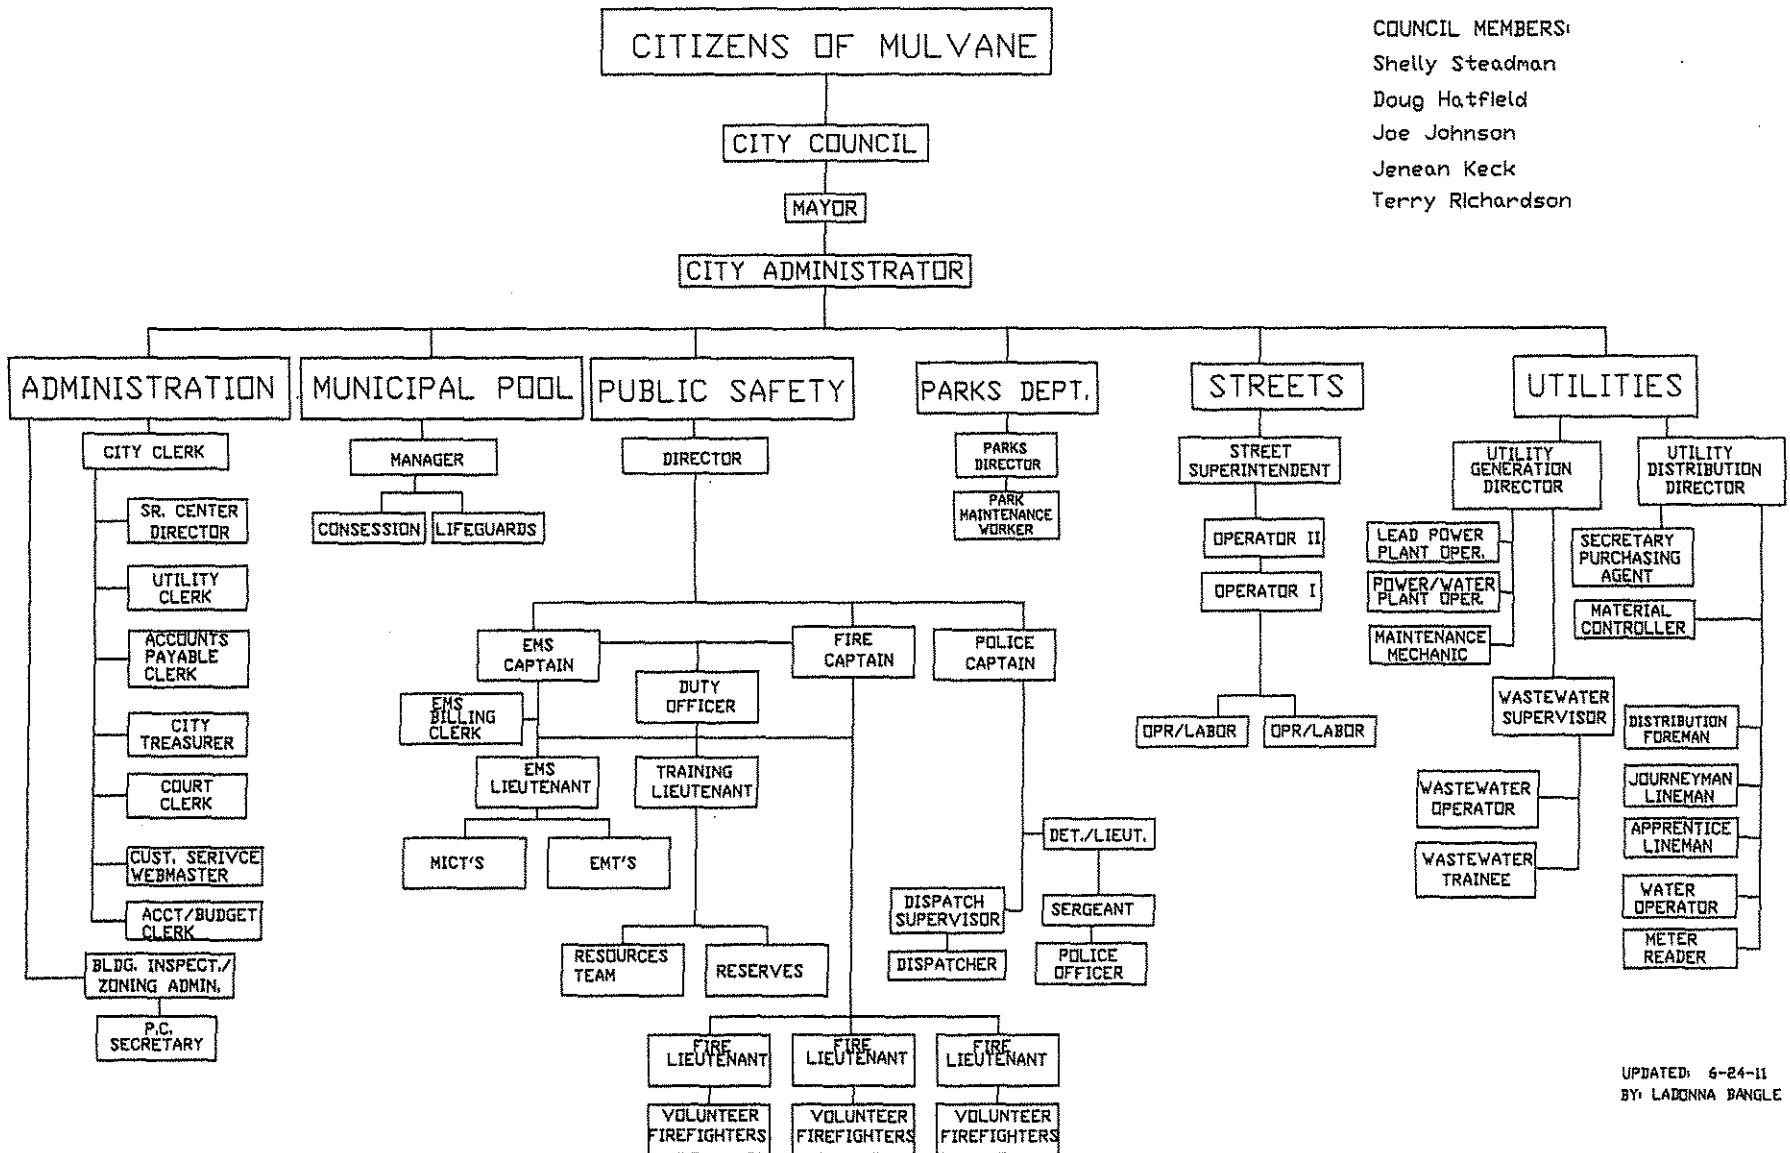 CITIZENS OF MULVANE
COUNCIL MEMBERS:
Shelly Steadman
Doug Hatfield
Joe Johnson
Jenean Keck
Terry Richardson
CITY COUNCIL
MAYOR
CITY ADMINISTRATOR
ADMINISTRATION
MUNICIPAL POOL
PUBLIC SAFETY
PARKS DEPT.
STREETS
UTILITIES
CITY CLERK
SR. CENTER
DIRECTOR
UTILITY
CLERK
ACCOUNTS
PAYABLE
CLERK
CITY
TREASURER
COURT
CLERK
CUST. SERIVCE
WEBMASTER
ACCT/BUDGET
CLERK
BLDG. INSPECT./
ZONING ADMIN.
P.C.
SECRETARY
MANAGER
CONSESSION
LIFEGUARDS
DIRECTOR
EMS
CAPTAIN
FIRE
CAPTAIN
POLICE
CAPTAIN
DUTY
OFFICER
EMS
BILLING
CLERK
EMS
LIEUTENANT
TRAINING
LIEUTENANT
MICT'S
EMT'S
RESOURCES
TEAM
RESERVES
DET./LIEUT.
DISPATCH
SUPERVISOR
SERGEANT
DISPATCHER
POLICE
OFFICER
FIRE
LIEUTENANT
FIRE
LIEUTENANT
FIRE
LIEUTENANT
VOLUNTEER
FIREFIGHTERS
VOLUNTEER
FIREFIGHTERS
VOLUNTEER
FIREFIGHTERS
PARKS
DIRECTOR
PARK
MAINTENANCE
WORKER
STREET
SUPERINTENDENT
OPERATOR II
OPERATOR I
OPR/LABOR
OPR/LABOR
UTILITY
GENERATION
DIRECTOR
LEAD POWER
PLANT OPER.
POWER/WATER
PLANT OPER.
MAINTENANCE
MECHANIC
WASTEWATER
SUPERVISOR
WASTEWATER
OPERATOR
WASTEWATER
TRAINEE
UTILITY
DISTRIBUTION
DIRECTOR
SECRETARY
PURCHASING
AGENT
MATERIAL
CONTROLLER
DISTRIBUTION
FOREMAN
JOURNEYMAN
LINEMAN
APPRENTICE
LINEMAN
WATER
OPERATOR
METER
READER
UPDATED: 6-24-11
BY: LADONNA BANGLE